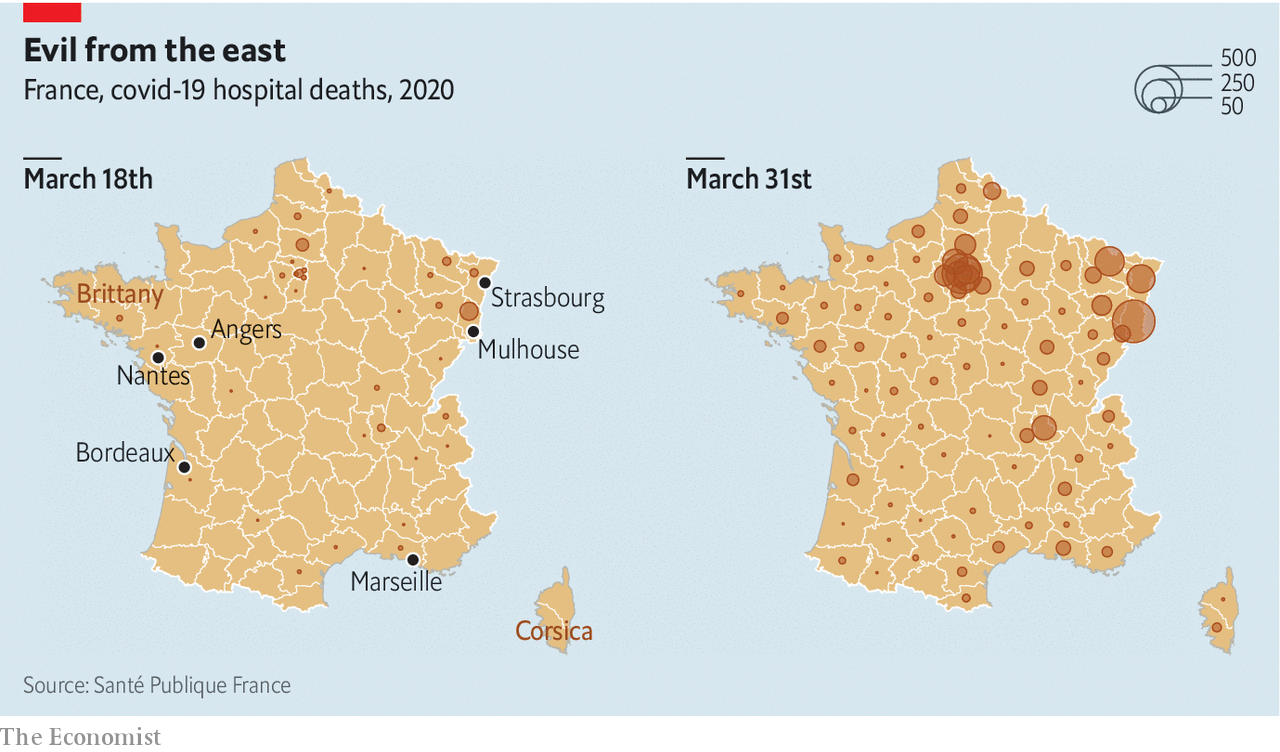 Evil from the east
France, covid-19 hospital deaths, 2020
500
250
50
March 18th
March 31st
Brittany
Strasbourg
Angers
Mulhouse
Nantes
Bordeaux
Marseille
Corsica
Source: Santé Publique France
The Economist